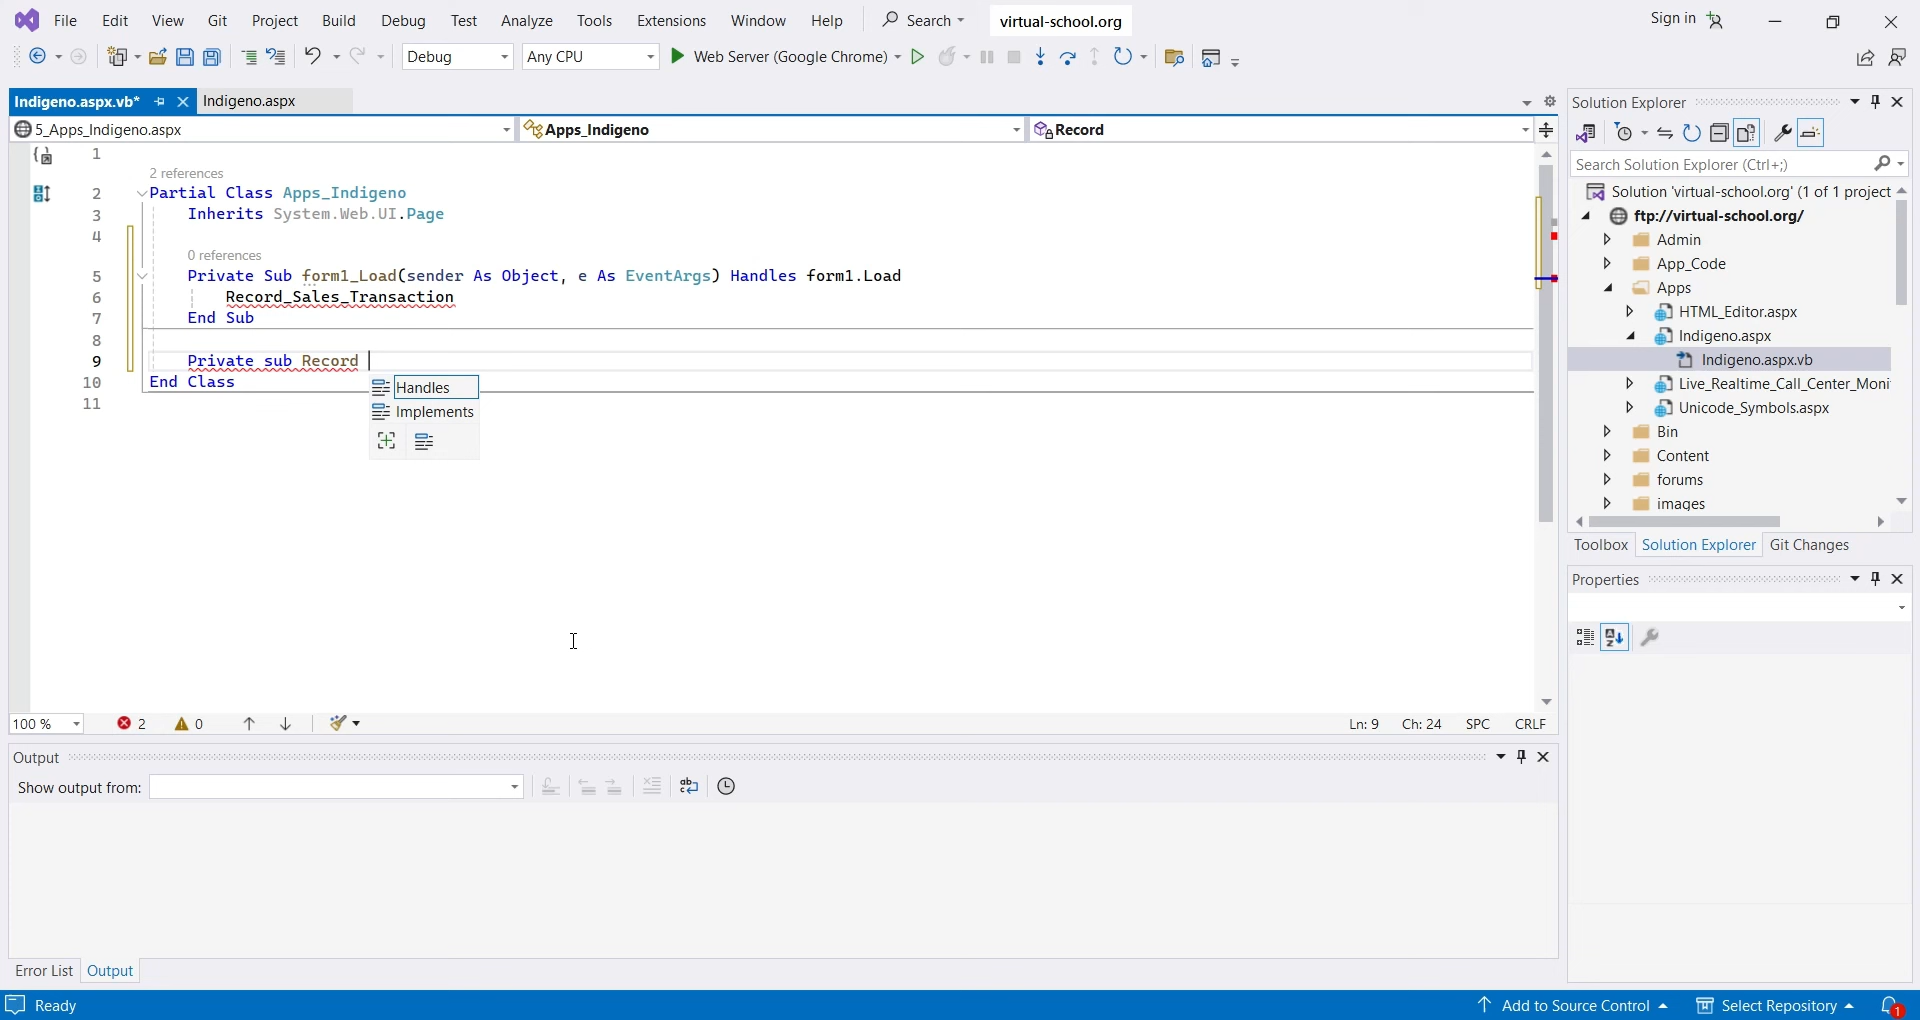 File Edit View Git Project Build Debug Test Analyze Tools Extensions Window Help Search virtual-school.org Sign in
Debug Any CPU Web Server (Google Chrome)
Indigeno.aspx.vb* Indigeno.aspx
5_Apps_Indigeno.aspx Apps_Indigeno Record
1
2 references
2 Partial Class Apps_Indigeno
3 Inherits System.Web.UI.Page
4
0 references
5 Private Sub form1_Load(sender As Object, e As EventArgs) Handles form1.Load
6 Record_Sales_Transaction
7 End Sub
8
9 Private sub Record
10 End Class
11
Handles
Implements
100 % 2 0 Ln: 9 Ch: 24 SPC CRLF
Output
Show output from:
Error List Output
Solution Explorer
Search Solution Explorer (Ctrl+;)
Solution 'virtual-school.org' (1 of 1 project
ftp://virtual-school.org/
Admin
App_Code
Apps
HTML_Editor.aspx
Indigeno.aspx
Indigeno.aspx.vb
Live_Realtime_Call_Center_Moni
Unicode_Symbols.aspx
Bin
Content
forums
images
Toolbox Solution Explorer Git Changes
Properties
Ready Add to Source Control Select Repository 1